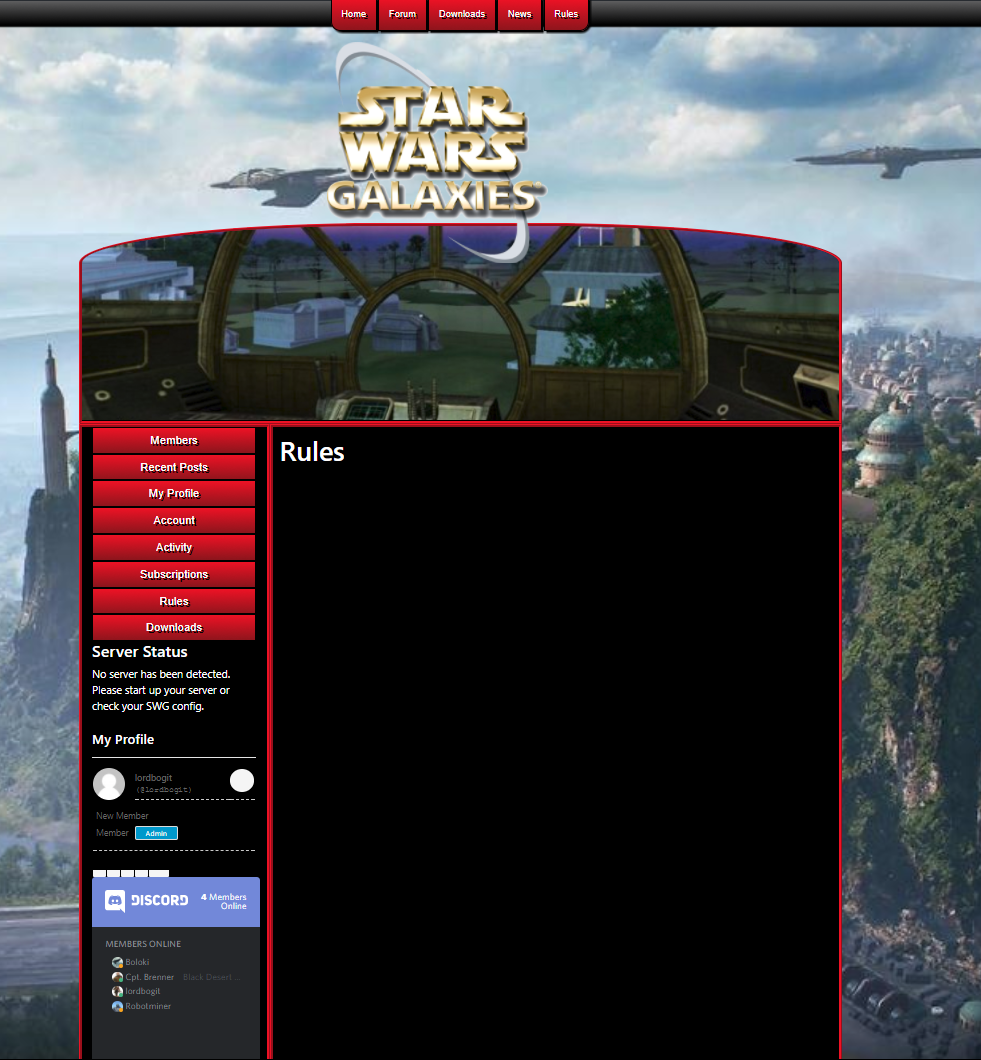 Home Forum Downloads News Rules
STAR
WARS
GALAXIES
Members
Recent Posts
My Profile
Account
Activity
Subscriptions
Rules
Downloads
Rules
Server Status
No server has been detected.
Please start up your server or
check your SWG config.
My Profile
lordbogit
(@lordbogit)
New Member
Member Admin
DISCORD 4 Members
Online
MEMBERS ONLINE
Boloki
Cpt. Brenner Black Desert ...
lordbogit
Robotminer